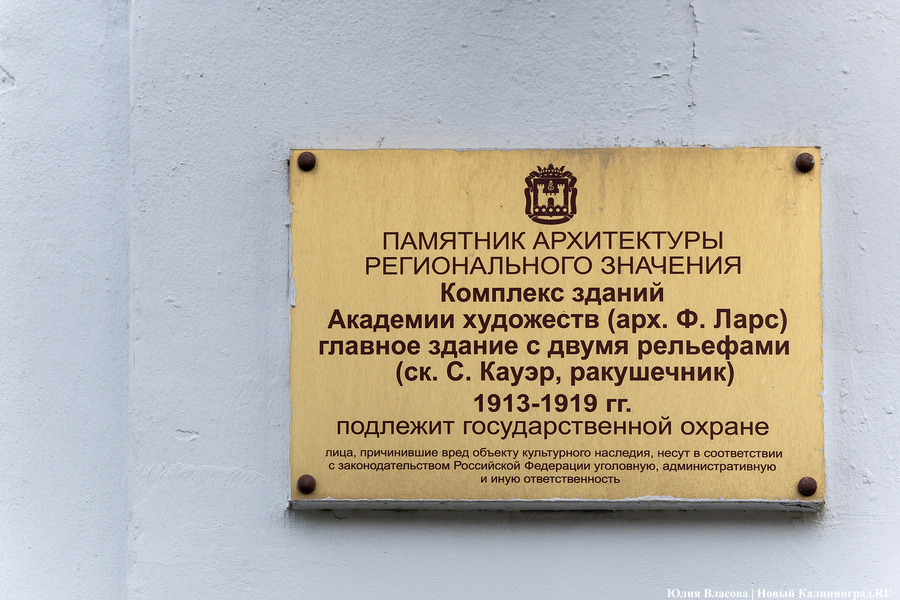 ПАМЯТНИК АРХИТЕКТУРЫ
РЕГИОНАЛЬНОГО ЗНАЧЕНИЯ
Комплекс зданий
Академии художеств (арх. Ф. Ларс)
главное здание с двумя рельефами
(ск. С. Кауэр, ракушечник)
1913-1919 гг.
подлежит государственной охране
лица, причинившие вред объекту культурного наследия, несут в соответствии
с законодательством Российской Федерации уголовную, административную
и иную ответственность
Юлия Власова | Новый Калининград.RU